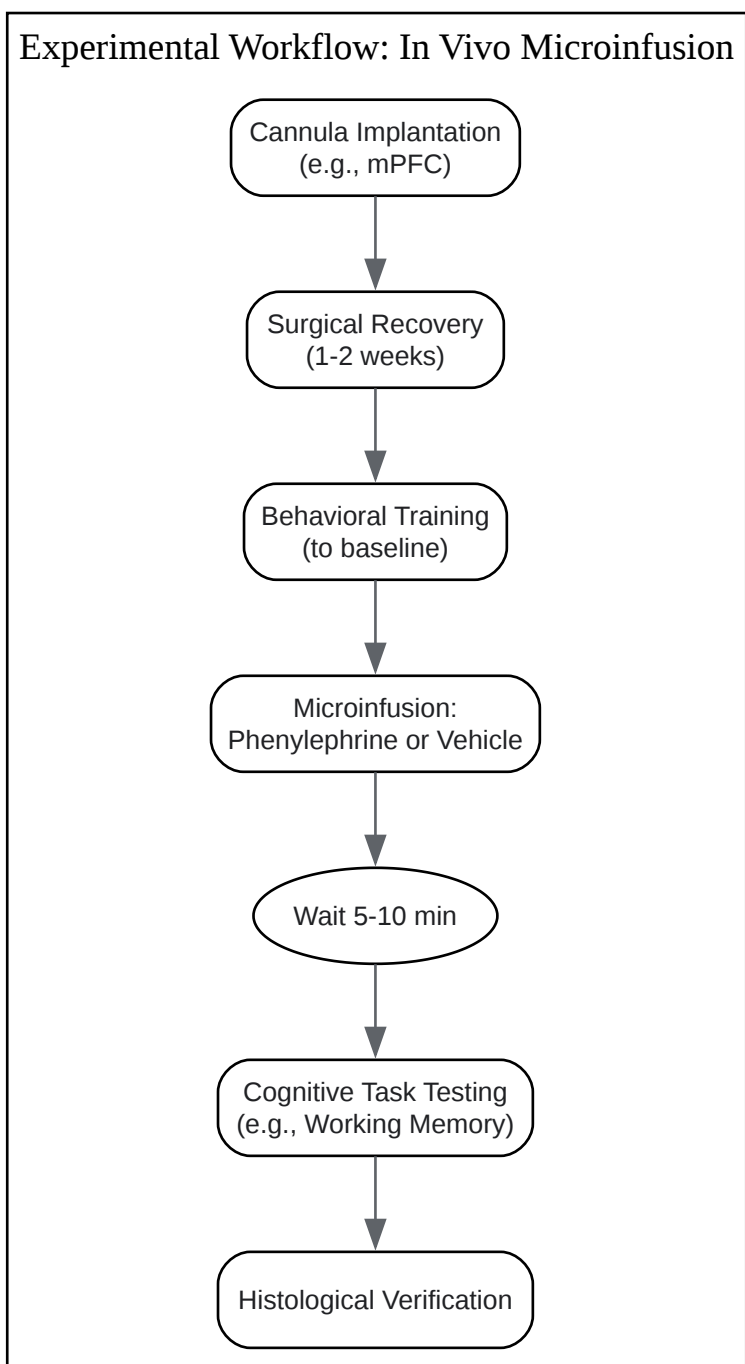 Experimental Workflow: In Vivo Microinfusion
Cannula Implantation
(e.g., mPFC)
Surgical Recovery
(1-2 weeks)
Behavioral Training
(to baseline)
Microinfusion:
Phenylephrine or Vehicle
Wait 5-10 min
Cognitive Task Testing
(e.g., Working Memory)
Histological Verification